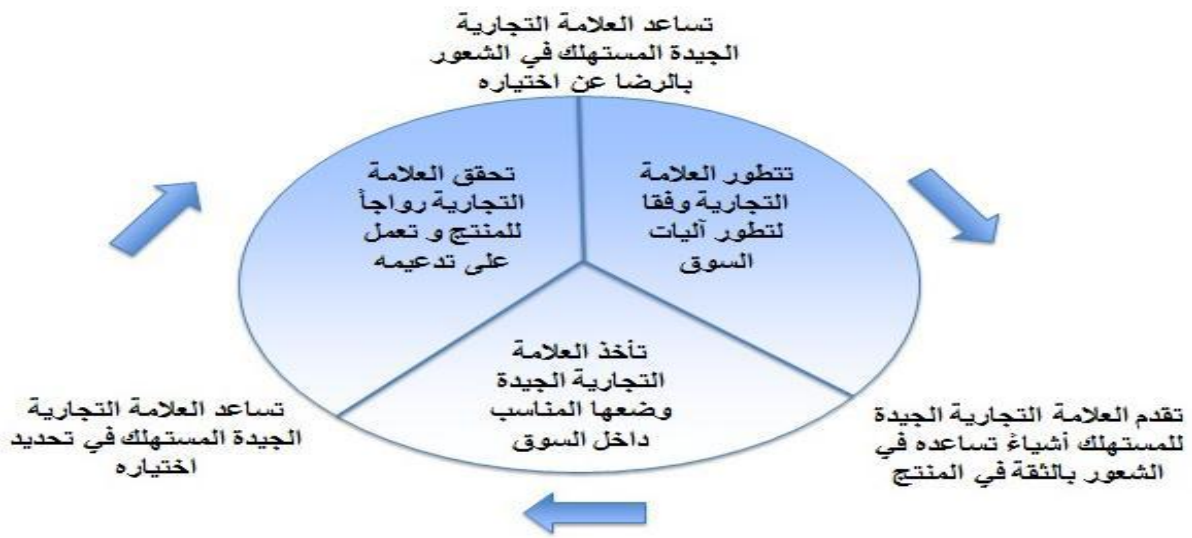 تساعد العلامة التجارية
الجيدة المستهلك في الشعور
بالرضا عن اختياره
تتطور العلامة
التجارية وفقا
لتطور آليات
السوق
تحقق العلامة
التجارية رواجاً
للمنتج و تعمل
على تدعيمه
تأخذ العلامة
التجارية الجيدة
وضعها المناسب
داخل السوق
تقدم العلامة التجارية الجيدة
للمستهلك أشياءً تساعده في
الشعور بالثقة في المنتج
تساعد العلامة التجارية
الجيدة المستهلك في تحديد
اختياره